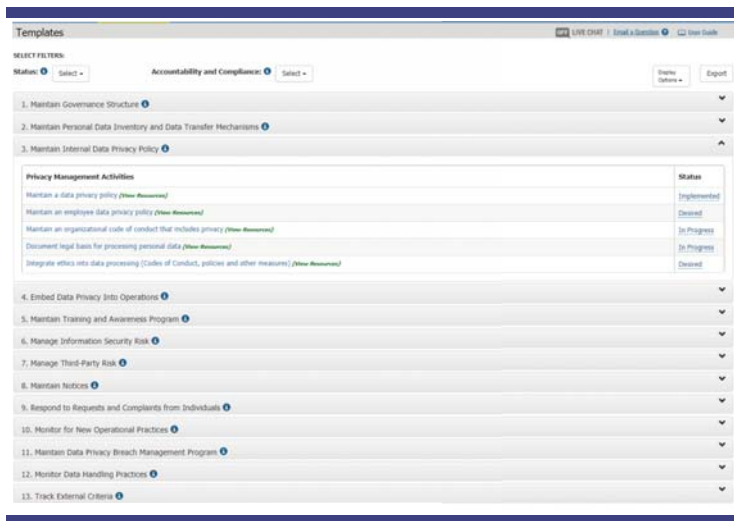 Templates
OFF LIVE CHAT | Email a Question User Guide
SELECT FILTERS:
Status: Select Accountability and Compliance: Select Display Options Export
1. Maintain Governance Structure
2. Maintain Personal Data Inventory and Data Transfer Mechanisms
3. Maintain Internal Data Privacy Policy
Privacy Management Activities Status
Maintain a data privacy policy (View Resources) Implemented
Maintain an employee data privacy policy (View Resources) Desired
Maintain an organizational code of conduct that includes privacy (View Resources) In Progress
Document legal basis for processing personal data (View Resources) In Progress
Integrate ethics into data processing (Codes of Conduct, policies and other measures) (View Resources) Desired
4. Embed Data Privacy Into Operations
5. Maintain Training and Awareness Program
6. Manage Information Security Risk
7. Manage Third-Party Risk
8. Maintain Notices
9. Respond to Requests and Complaints from Individuals
10. Monitor for New Operational Practices
11. Maintain Data Privacy Breach Management Program
12. Monitor Data Handling Practices
13. Track External Criteria